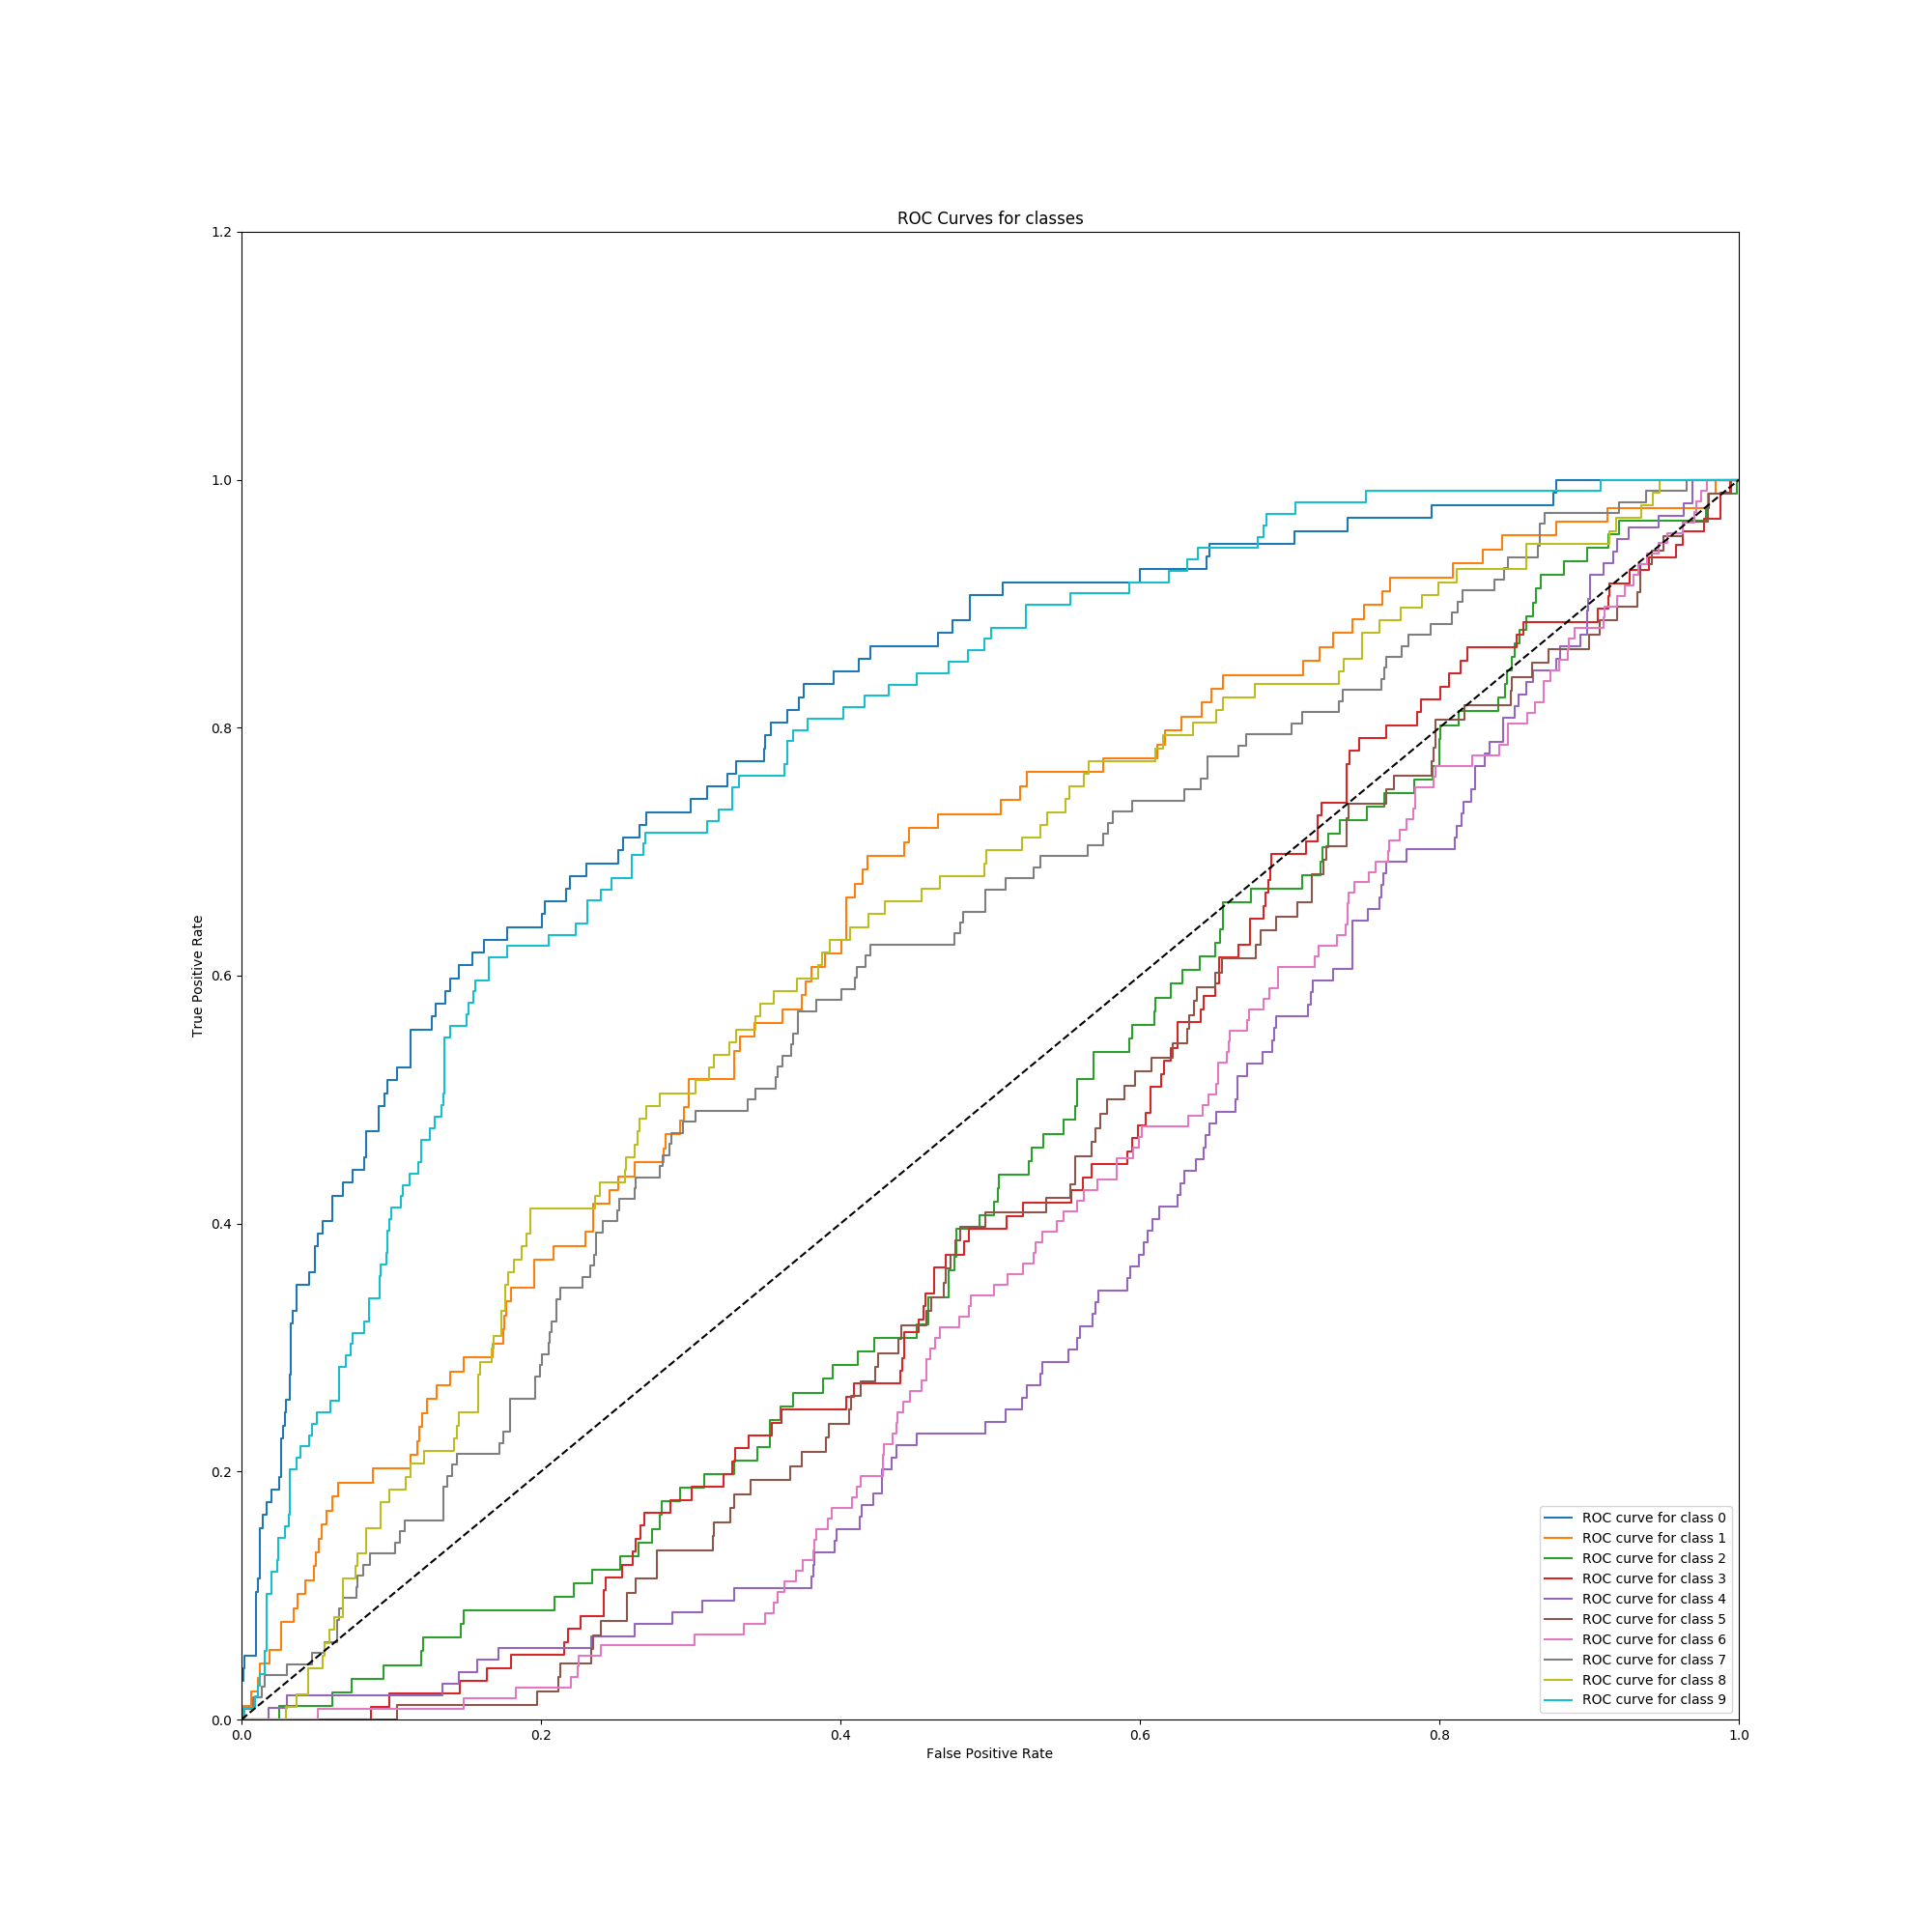 ROC Curves for classes
1.2
1.0
0.8
0.6
0.4
0.2
0.0
True Positive Rate
ROC curve for class 0
ROC curve for class 1
ROC curve for class 2
ROC curve for class 3
ROC curve for class 4
ROC curve for class 5
ROC curve for class 6
ROC curve for class 7
ROC curve for class 8
ROC curve for class 9
0.0 0.2 0.4 0.6 0.8 1.0
False Positive Rate